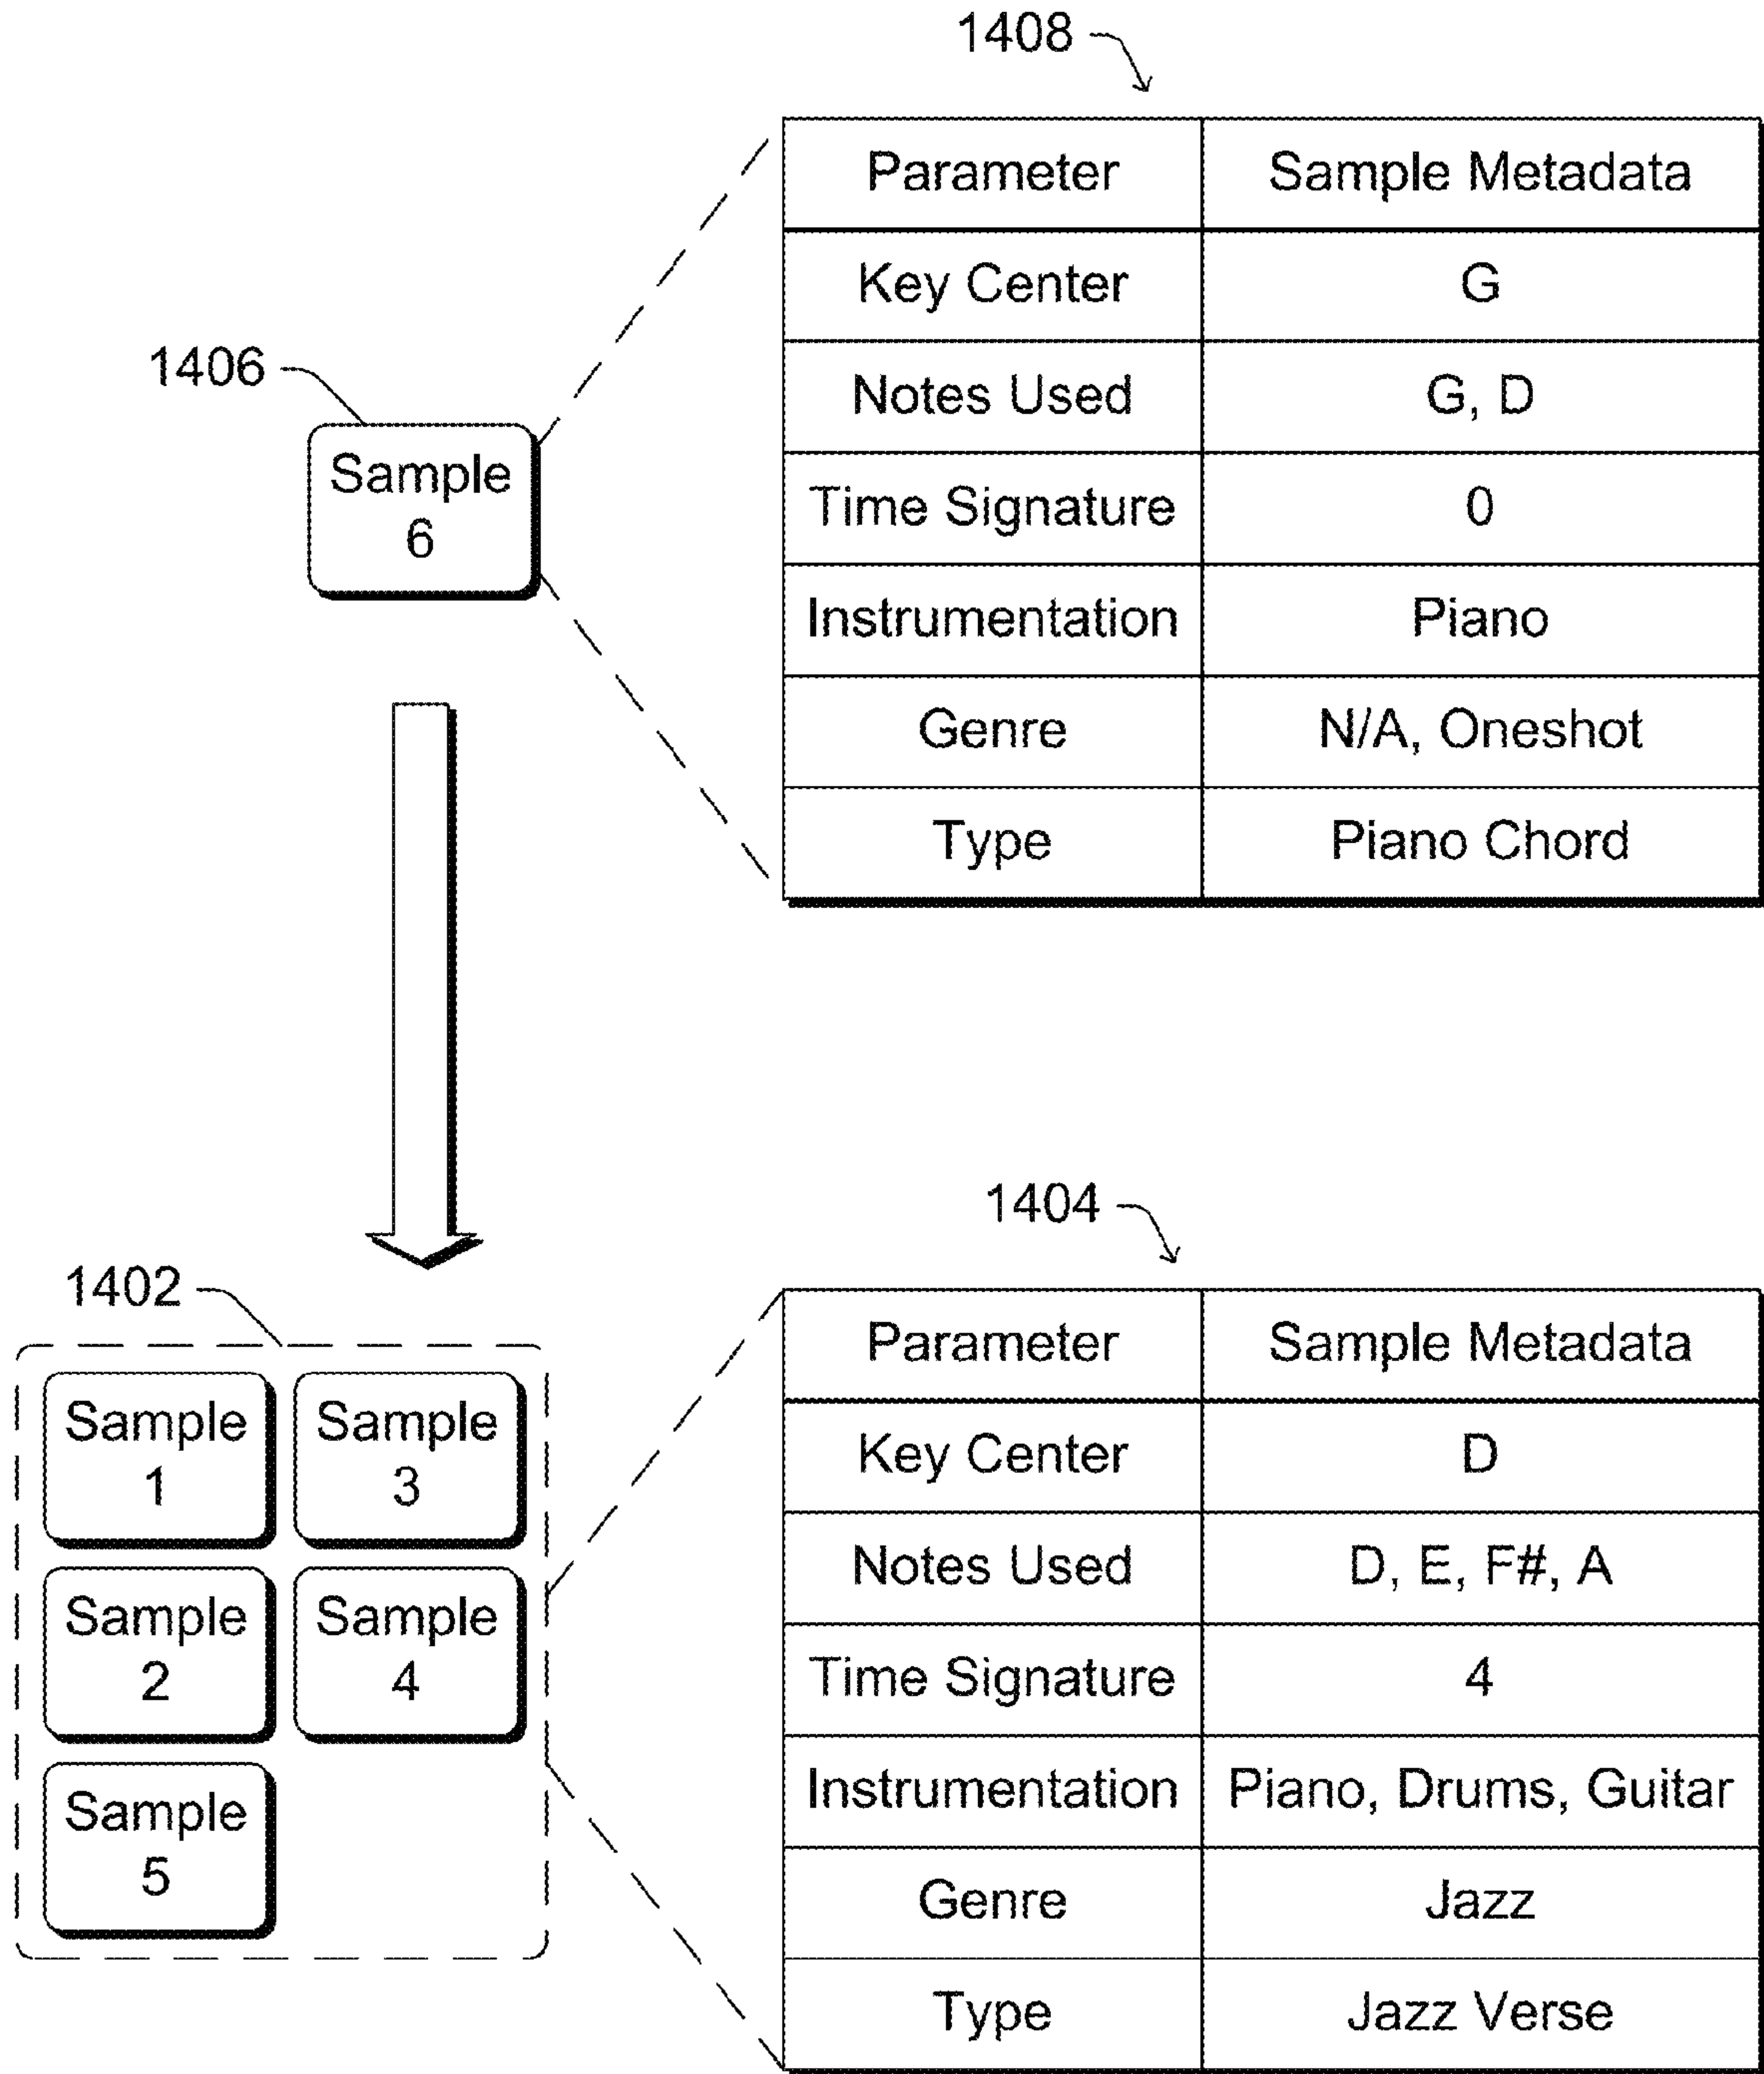 1408
Parameter Sample Metadata
Key Center G
1406
Notes Used G, D
Sample
6
Time Signature 0
Instrumentation Piano
Genre N/A, Oneshot
Type Piano Chord
1404
1402
Parameter Sample Metadata
Sample
1
Sample
3
Key Center D
Notes Used D, E, F#, A
Sample
2
Sample
4
Time Signature 4
Instrumentation Piano, Drums, Guitar
Sample
5
Genre Jazz
Type Jazz Verse